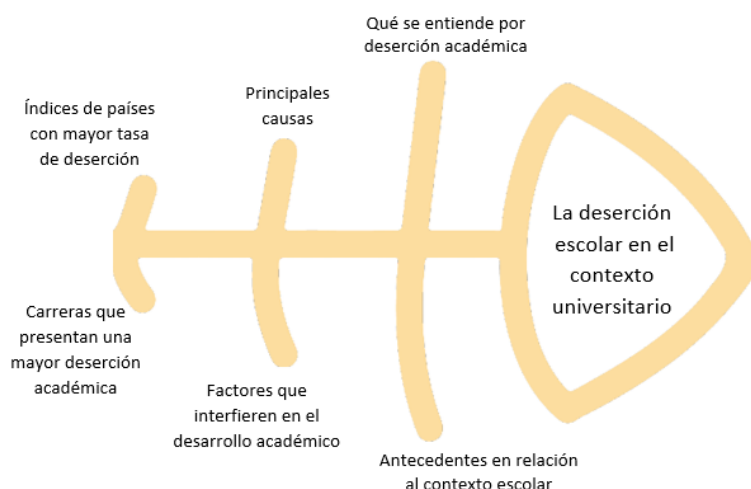 Qué se entiende por
deserción académica
Índices de países
con mayor tasa
de deserción
Principales
causas
La deserción
escolar en el
contexto
universitario
Carreras que
presentan una
mayor deserción
académica
Factores que
interfieren en el
desarrollo académico
Antecedentes en relación
al contexto escolar